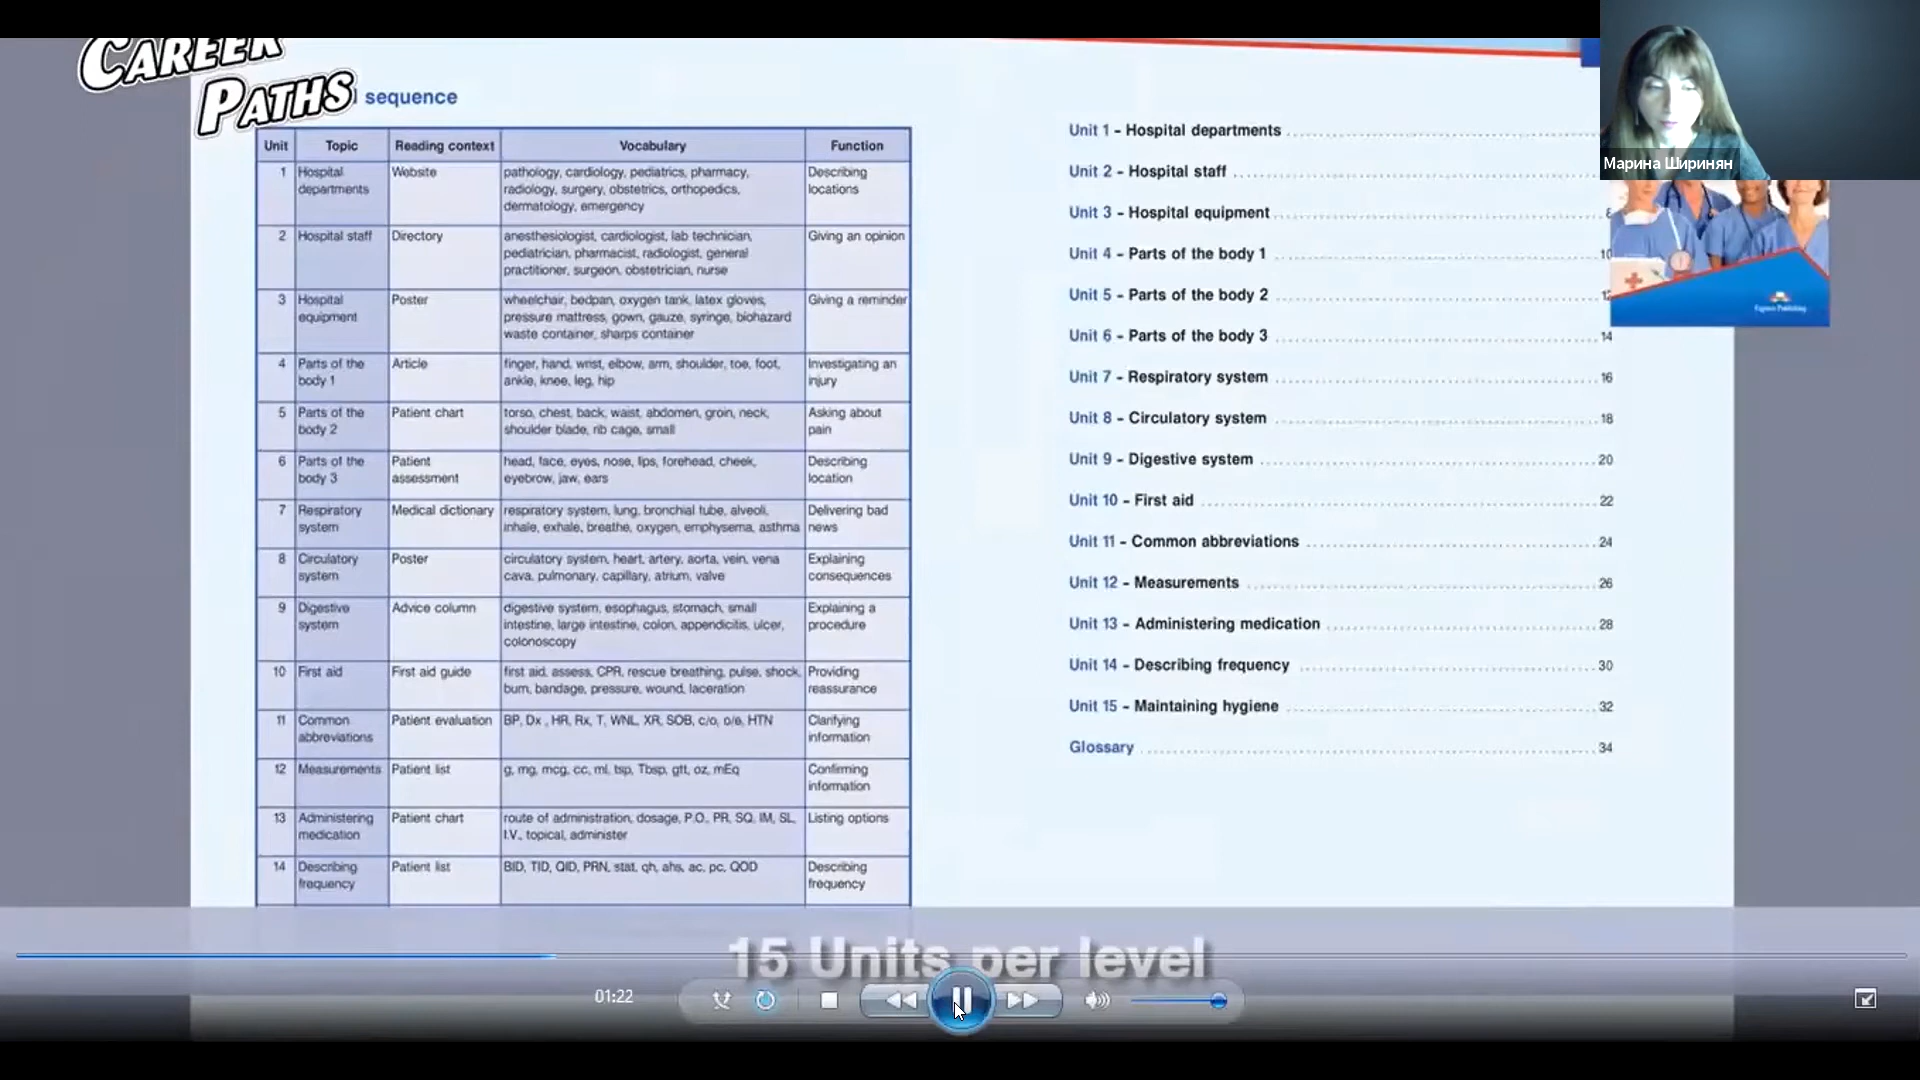 CAREER
PATHS
sequence
Unit Topic Reading context Vocabulary Function
1 Hospital departments Website pathology, cardiology, pediatrics, pharmacy, radiology, surgery, obstetrics, orthopedics, dermatology, emergency Describing locations
2 Hospital staff Directory anesthesiologist, cardiologist, lab technician, pediatrician, pharmacist, radiologist, general practitioner, surgeon, obstetrician, nurse Giving an opinion
3 Hospital equipment Poster wheelchair, bedpan, oxygen tank, latex gloves, pressure mattress, gown, gauze, syringe, biohazard waste container, sharps container Giving a reminder
4 Parts of the body 1 Article finger, hand, wrist, elbow, arm, shoulder, toe, foot, ankle, knee, leg, hip Investigating an injury
5 Parts of the body 2 Patient chart torso, chest, back, waist, abdomen, groin, neck, shoulder blade, rib cage, small Asking about pain
6 Parts of the body 3 Patient assessment head, face, eyes, nose, lips, forehead, cheek, eyebrow, jaw, ears Describing location
7 Respiratory system Medical dictionary respiratory system, lung, bronchial tube, alveoli, inhale, exhale, breathe, oxygen, emphysema, asthma Delivering bad news
8 Circulatory system Poster circulatory system, heart, artery, aorta, vein, vena cava, pulmonary, capillary, atrium, valve Explaining consequences
9 Digestive system Advice column digestive system, esophagus, stomach, small intestine, large intestine, colon, appendicitis, ulcer, colonoscopy Explaining a procedure
10 First aid First aid guide first aid, assess, CPR, rescue breathing, pulse, shock, burn, bandage, pressure, wound, laceration Providing reassurance
11 Common abbreviations Patient evaluation BP, Dx , HR, Rx, T, WNL, XR, SOB, c/o, o/e, HTN Clarifying information
12 Measurements Patient list g, mg, mcg, cc, ml, tsp, Tbsp, gtt, oz, mEq Confirming information
13 Administering medication Patient chart route of administration, dosage, P.O., PR, SQ, IM, SL, I.V., topical, administer Listing options
14 Describing frequency Patient list BID, TID, QID, PRN, stat, qh, ahs, ac, pc, QOD Describing frequency
Unit 1 - Hospital departments
Unit 2 - Hospital staff
Unit 3 - Hospital equipment 8
Unit 4 - Parts of the body 1 10
Unit 5 - Parts of the body 2
Unit 6 - Parts of the body 3 14
Unit 7 - Respiratory system 16
Unit 8 - Circulatory system 18
Unit 9 - Digestive system 20
Unit 10 - First aid 22
Unit 11 - Common abbreviations 24
Unit 12 - Measurements 26
Unit 13 - Administering medication 28
Unit 14 - Describing frequency 30
Unit 15 - Maintaining hygiene 32
Glossary 34
Марина Ширинян
Express Publishing
15 Units per level
01:22